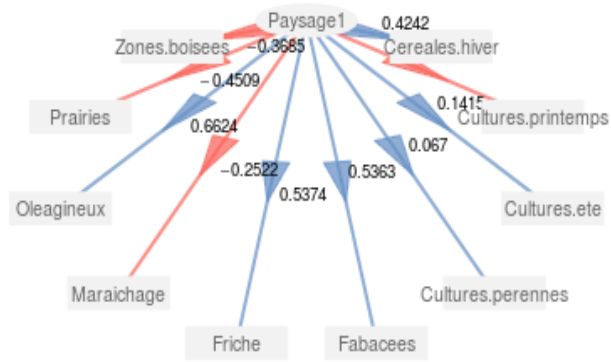 Paysage1
0.4242
Zones.boisees
−0.3685
Cereales.hiver
−0.4509
Prairies
0.1415
Cultures.printemps
0.6624
0.067
−0.2522
0.5363
0.5374
Oleagineux
Cultures.ete
Maraichage
Cultures.perennes
Friche
Fabacees